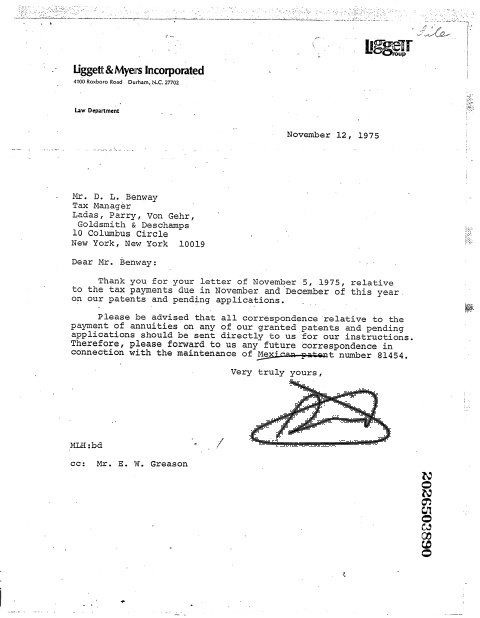 File
Liggett
GROUP
Liggett & Myers Incorporated
4100 Roxboro Road Durham, N.C. 27702
Law Department
November 12, 1975
Mr. D. L. Benway
Tax Manager
Ladas, Parry, Von Gehr,
Goldsmith & Deschamps
10 Columbus Circle
New York, New York 10019
Dear Mr. Benway:
Thank you for your letter of November 5, 1975, relative
to the tax payments due in November and December of this year
on our patents and pending applications.
Please be advised that all correspondence relative to the
payment of annuities on any of our granted patents and pending
applications should be sent directly to us for our instructions.
Therefore, please forward to us any future correspondence in
connection with the maintenance of Mexican patent number 81454.
Very truly yours,
MLH:bd
cc: Mr. E. W. Greason
2026503890